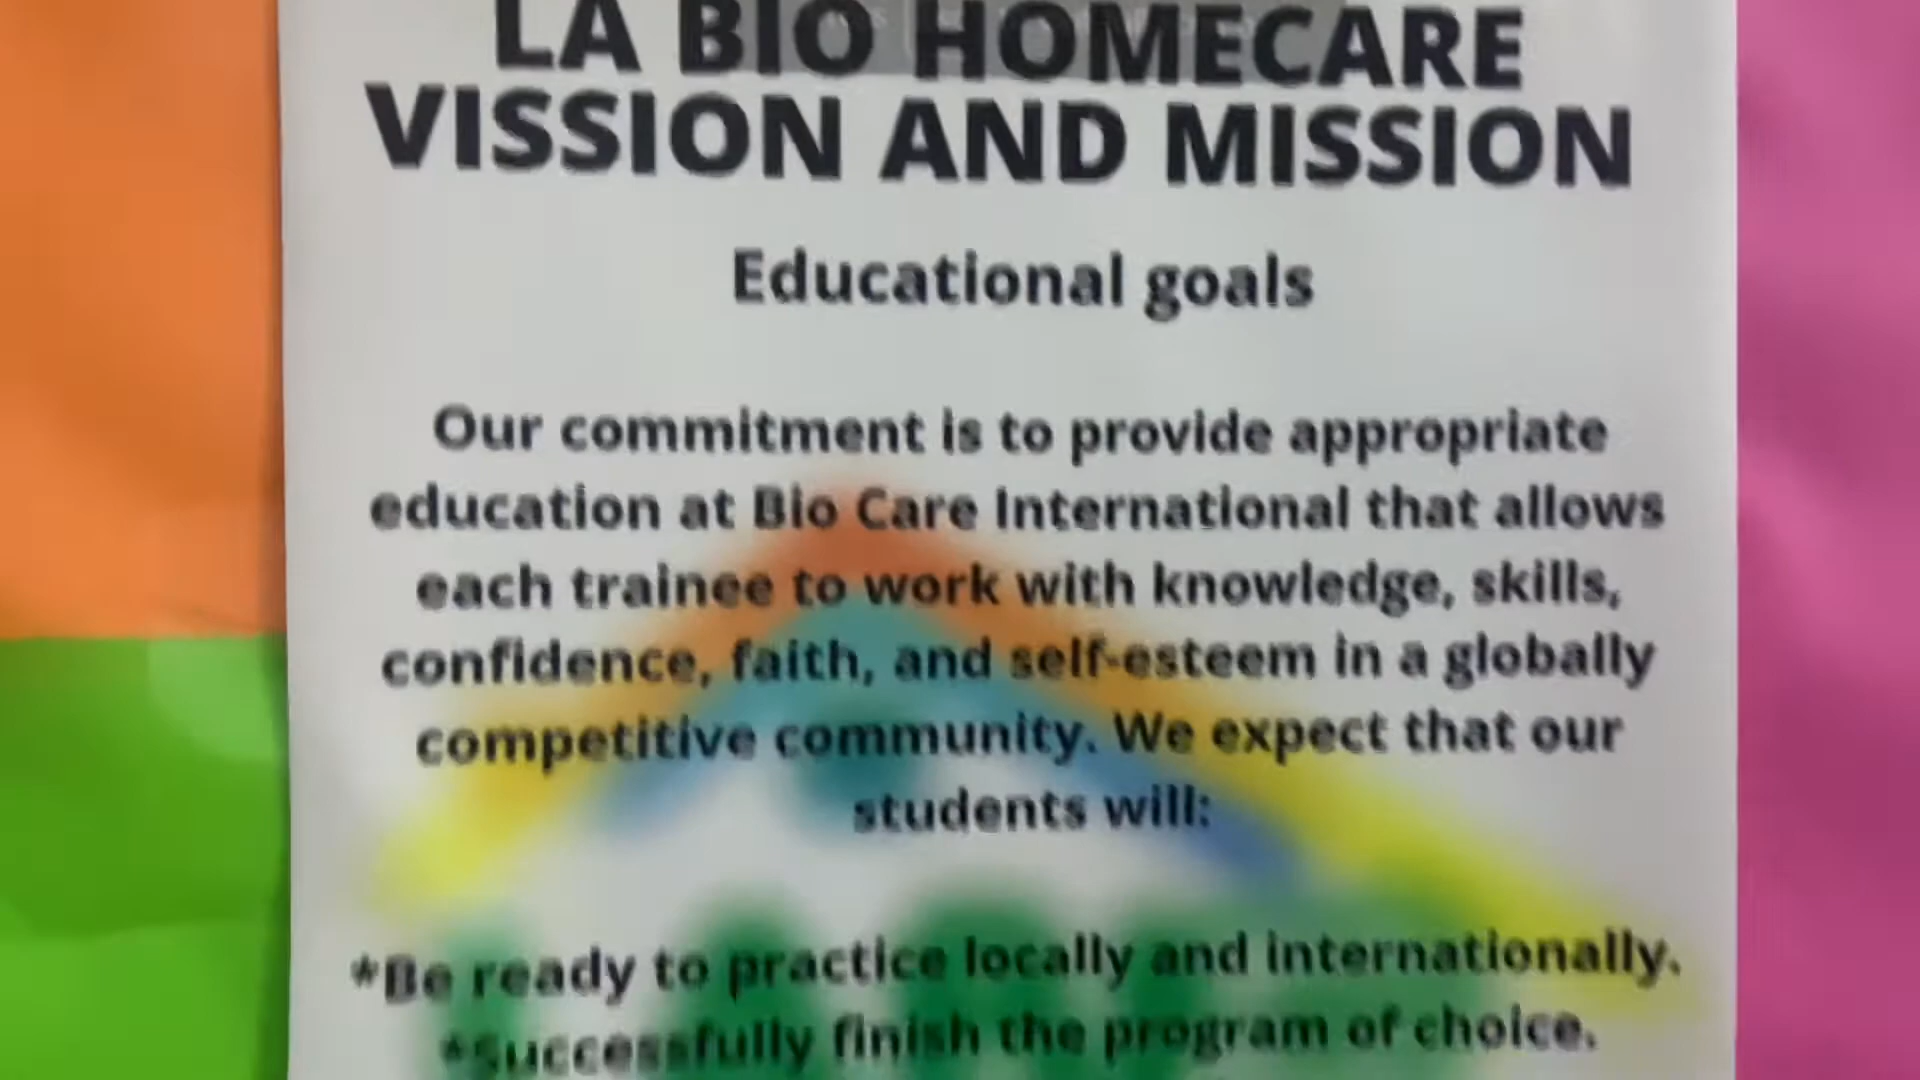 LA BIO HOMECARE
VISSION AND MISSION
Educational goals
Our commitment is to provide appropriate
education at Bio Care International that allows
each trainee to work with knowledge, skills,
confidence, faith, and self-esteem in a globally
competitive community. We expect that our
students will:
*Be ready to practice locally and internationally.
*Successfully finish the program of choice.